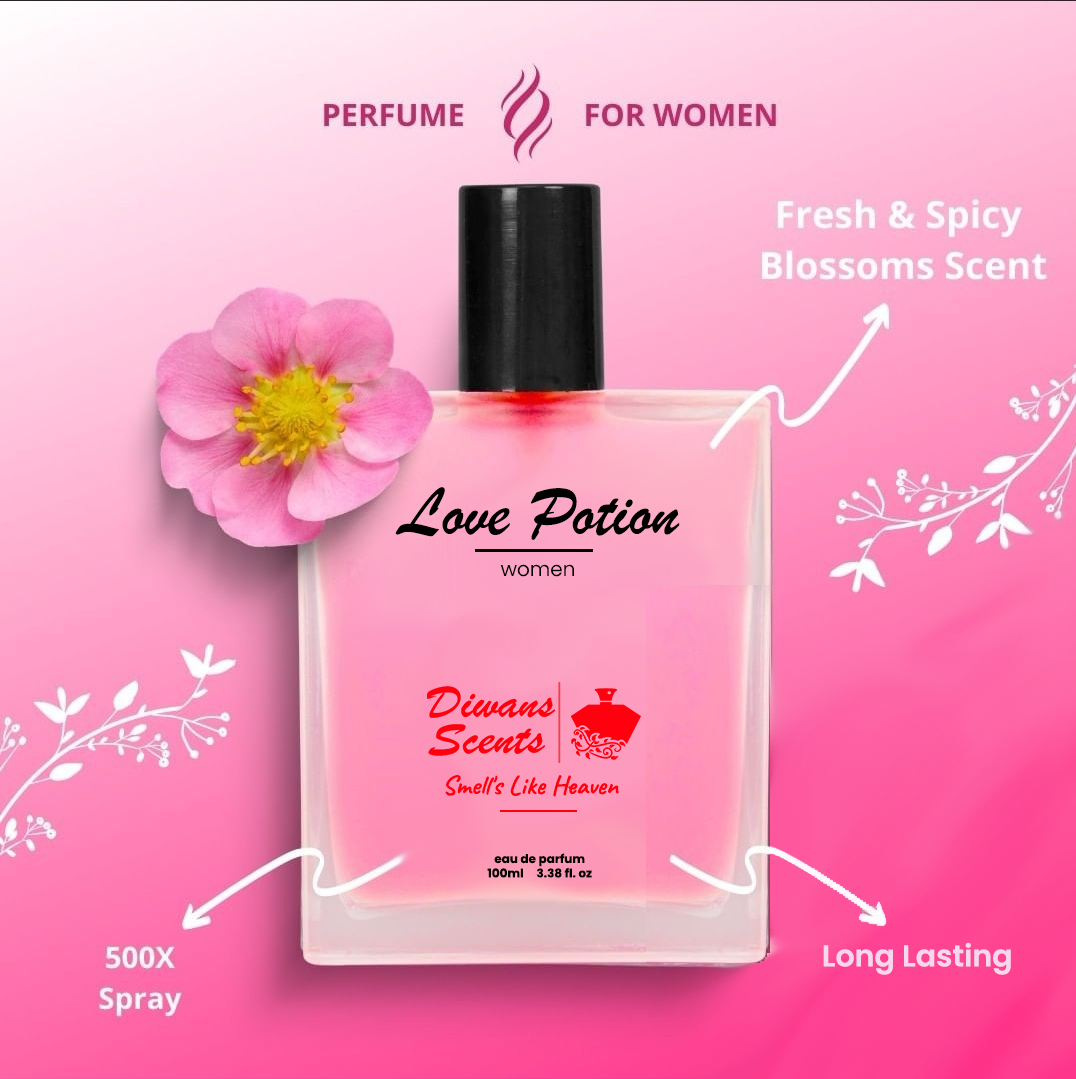 PERFUME FOR WOMEN
Fresh & Spicy
Blossoms Scent
Love Potion
women
Diwans
Scents
Smell's Like Heaven
eau de parfum
100ml 3.38 fl. oz
500X
Spray
Long Lasting